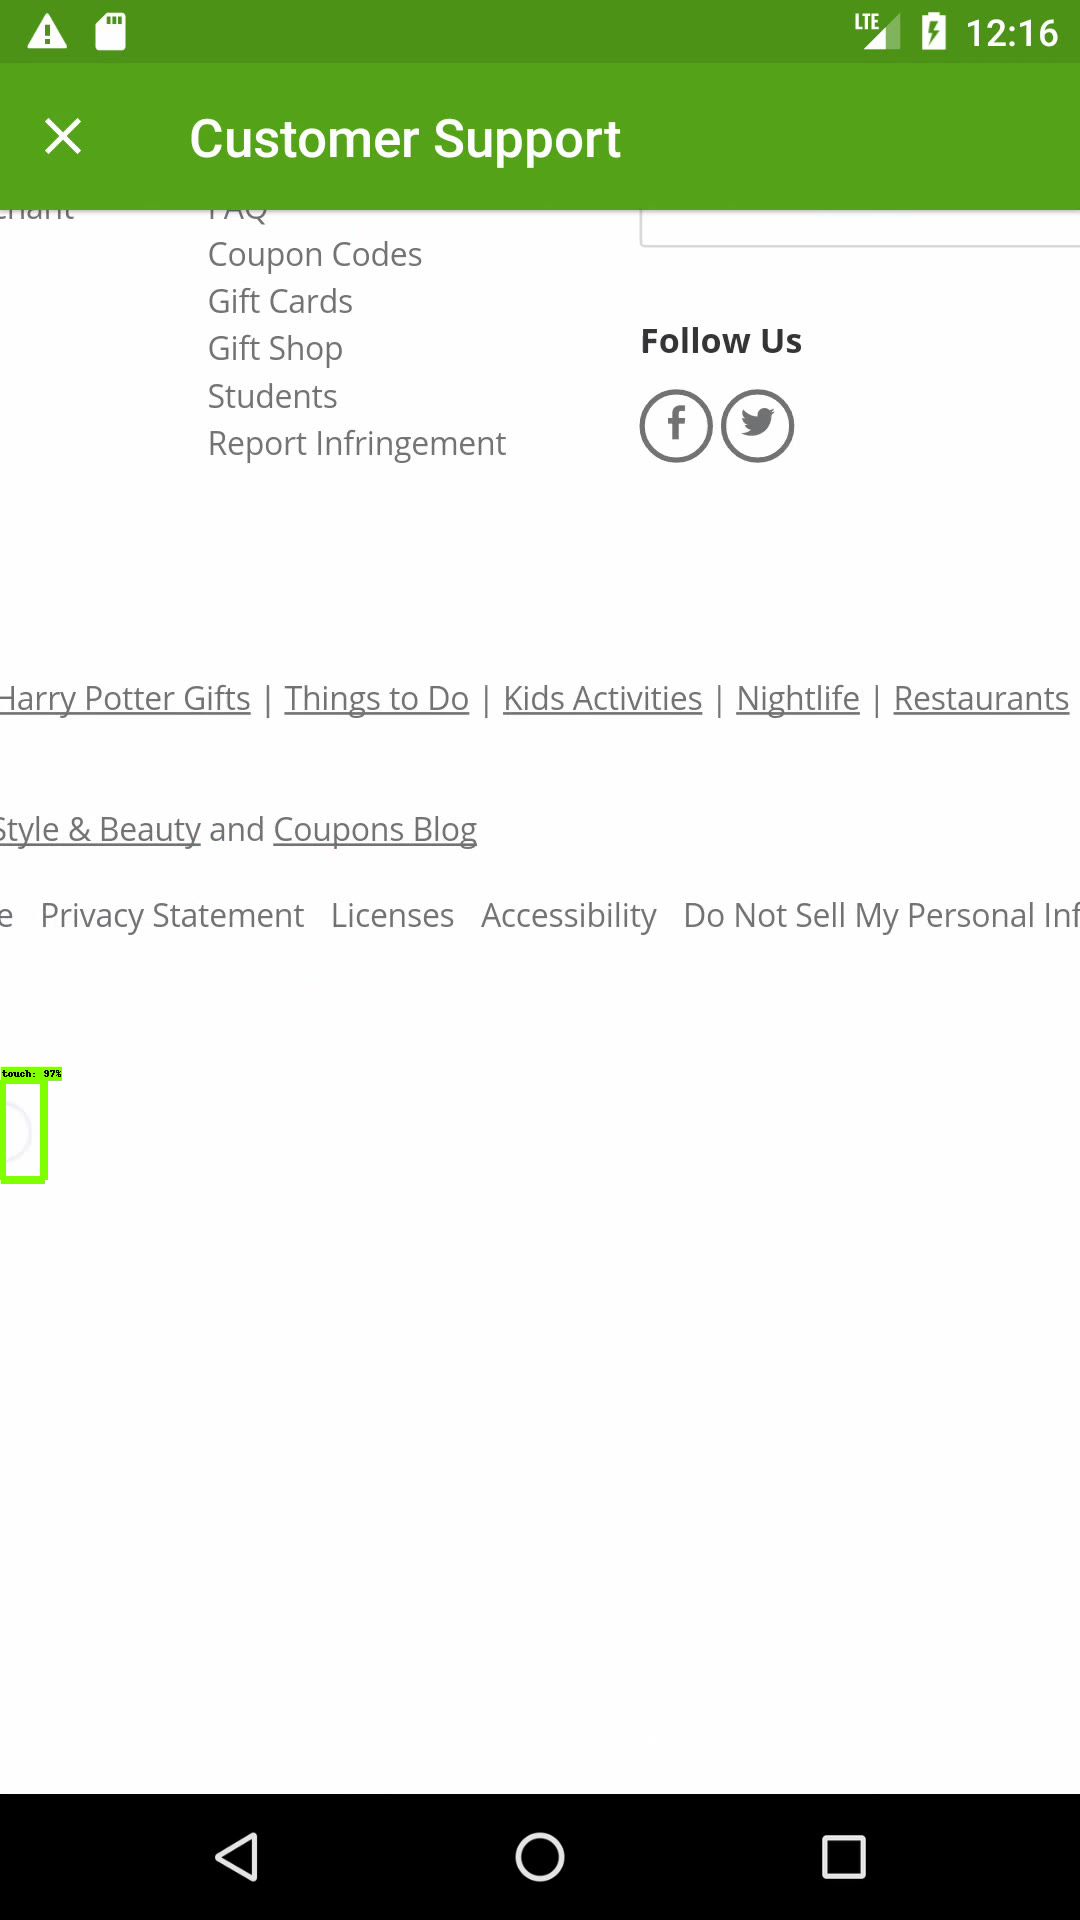 LTE 12:16
Customer Support
chant
FAQ
Coupon Codes
Gift Cards
Gift Shop
Students
Report Infringement
Follow Us
Harry Potter Gifts | Things to Do | Kids Activities | Nightlife | Restaurants
Style & Beauty and Coupons Blog
e Privacy Statement Licenses Accessibility Do Not Sell My Personal Inf
touch: 97%